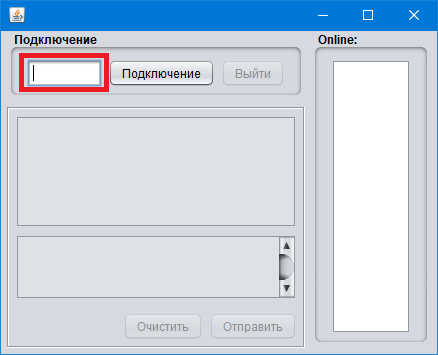 Подключение
Online:
Подключение
Выйти
Очистить
Отправить